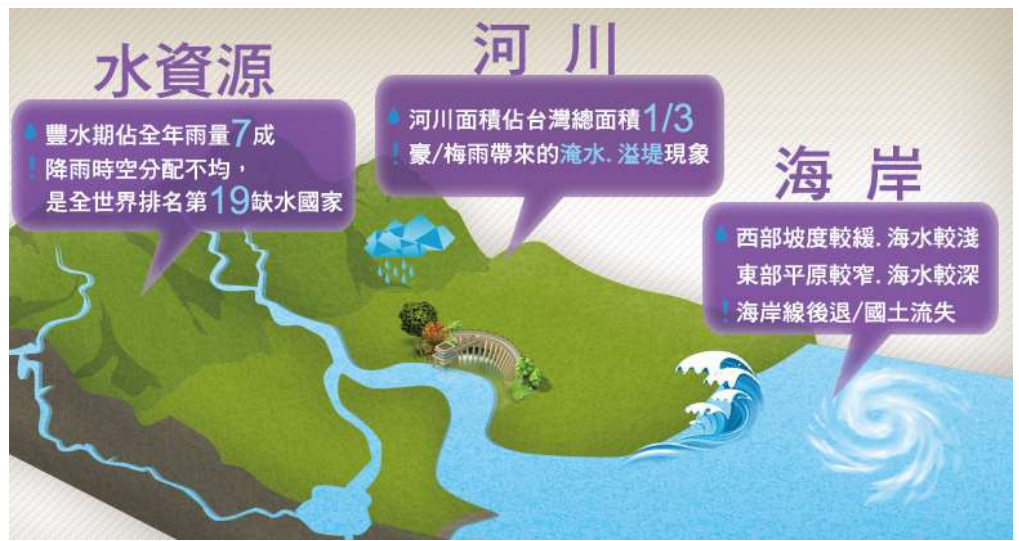 水資源
豐水期佔全年雨量7成
! 降雨時空分配不均，
是全世界排名第19缺水國家
河川
河川面積佔台灣總面積1/3
! 豪/梅雨帶來的淹水.溢堤現象
海岸
西部坡度較緩.海水較淺
東部平原較窄.海水較深
! 海岸線後退/國土流失